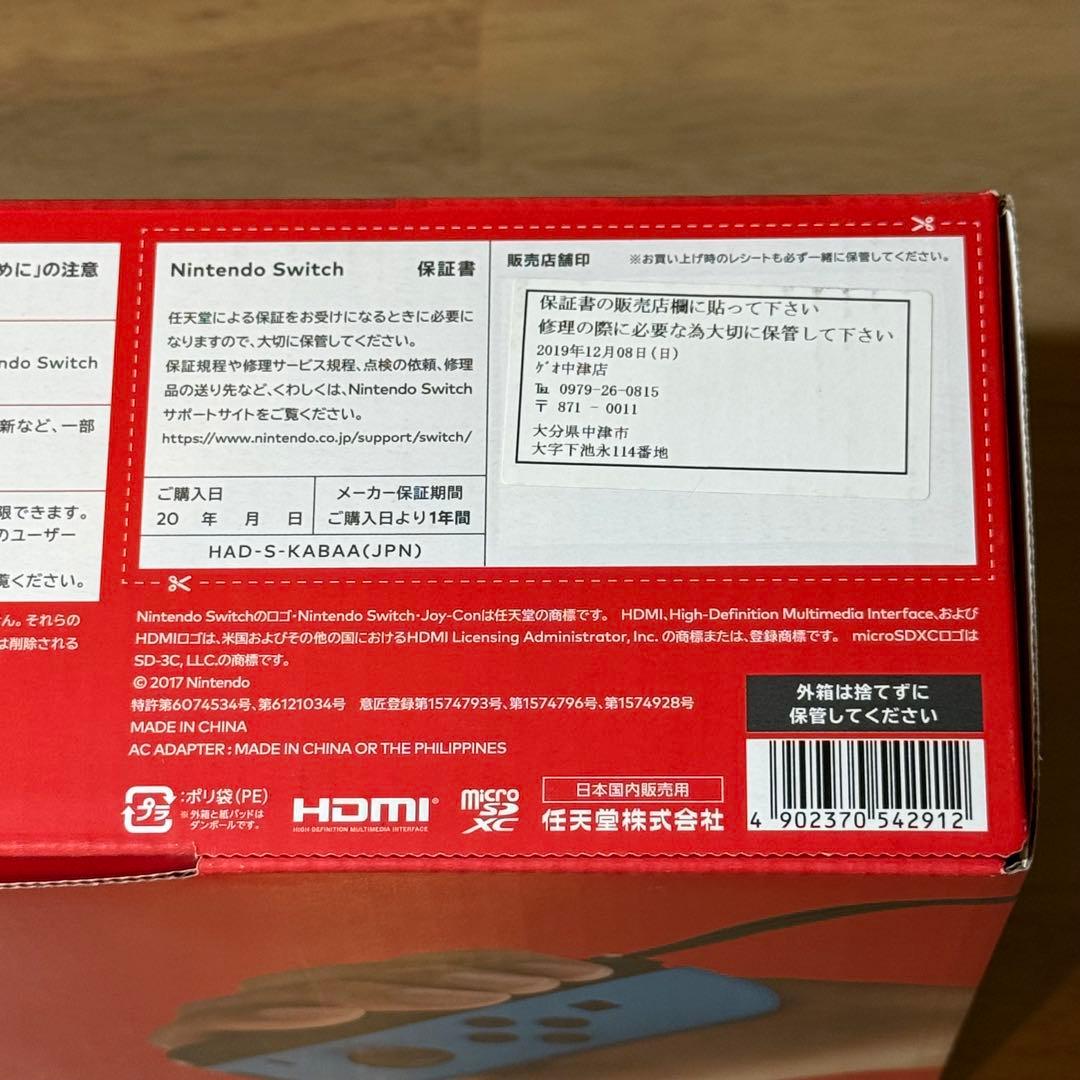 めに」の注意
ndo Switch
新など、一部
限できます。
のユーザー
覧ください。
ん。それらの
は削除される
Nintendo Switch 保証書
任天堂による保証をお受けになるときに必要に
なりますので、大切に保管してください。
保証規程や修理サービス規程、点検の依頼、修理
品の送り先など、くわしくは、Nintendo Switch
サポートサイトをご覧ください。
https://www.nintendo.co.jp/support/switch/
ご購入日
20 年 月 日
メーカー保証期間
ご購入日より1年間
HAD-S-KABAA(JPN)
販売店舗印 ※お買い上げ時のレシートも必ず一緒に保管してください。
保証書の販売店欄に貼って下さい
修理の際に必要な為大切に保管して下さい
2019年12月08日(日)
ｹﾞｵ中津店
℡ 0979-26-0815
〒 871 - 0011
大分県中津市
大字下池永114番地
Nintendo Switchのロゴ・Nintendo Switch・Joy-Conは任天堂の商標です。 HDMI、High-Definition Multimedia Interface、および
HDMIロゴは、米国およびその他の国におけるHDMI Licensing Administrator, Inc. の商標または、登録商標です。 microSDXCロゴは
SD-3C, LLC.の商標です。
© 2017 Nintendo
特許第6074534号、第6121034号 意匠登録第1574793号、第1574796号、第1574928号
MADE IN CHINA
AC ADAPTER : MADE IN CHINA OR THE PHILIPPINES
プラ
:ポリ袋(PE)
※外箱と紙パッドは
ダンボールです。
HDMI
HIGH-DEFINITION MULTIMEDIA INTERFACE
micro
SD
XC
日本国内販売用
任天堂株式会社
外箱は捨てずに
保管してください
4 902370 542912